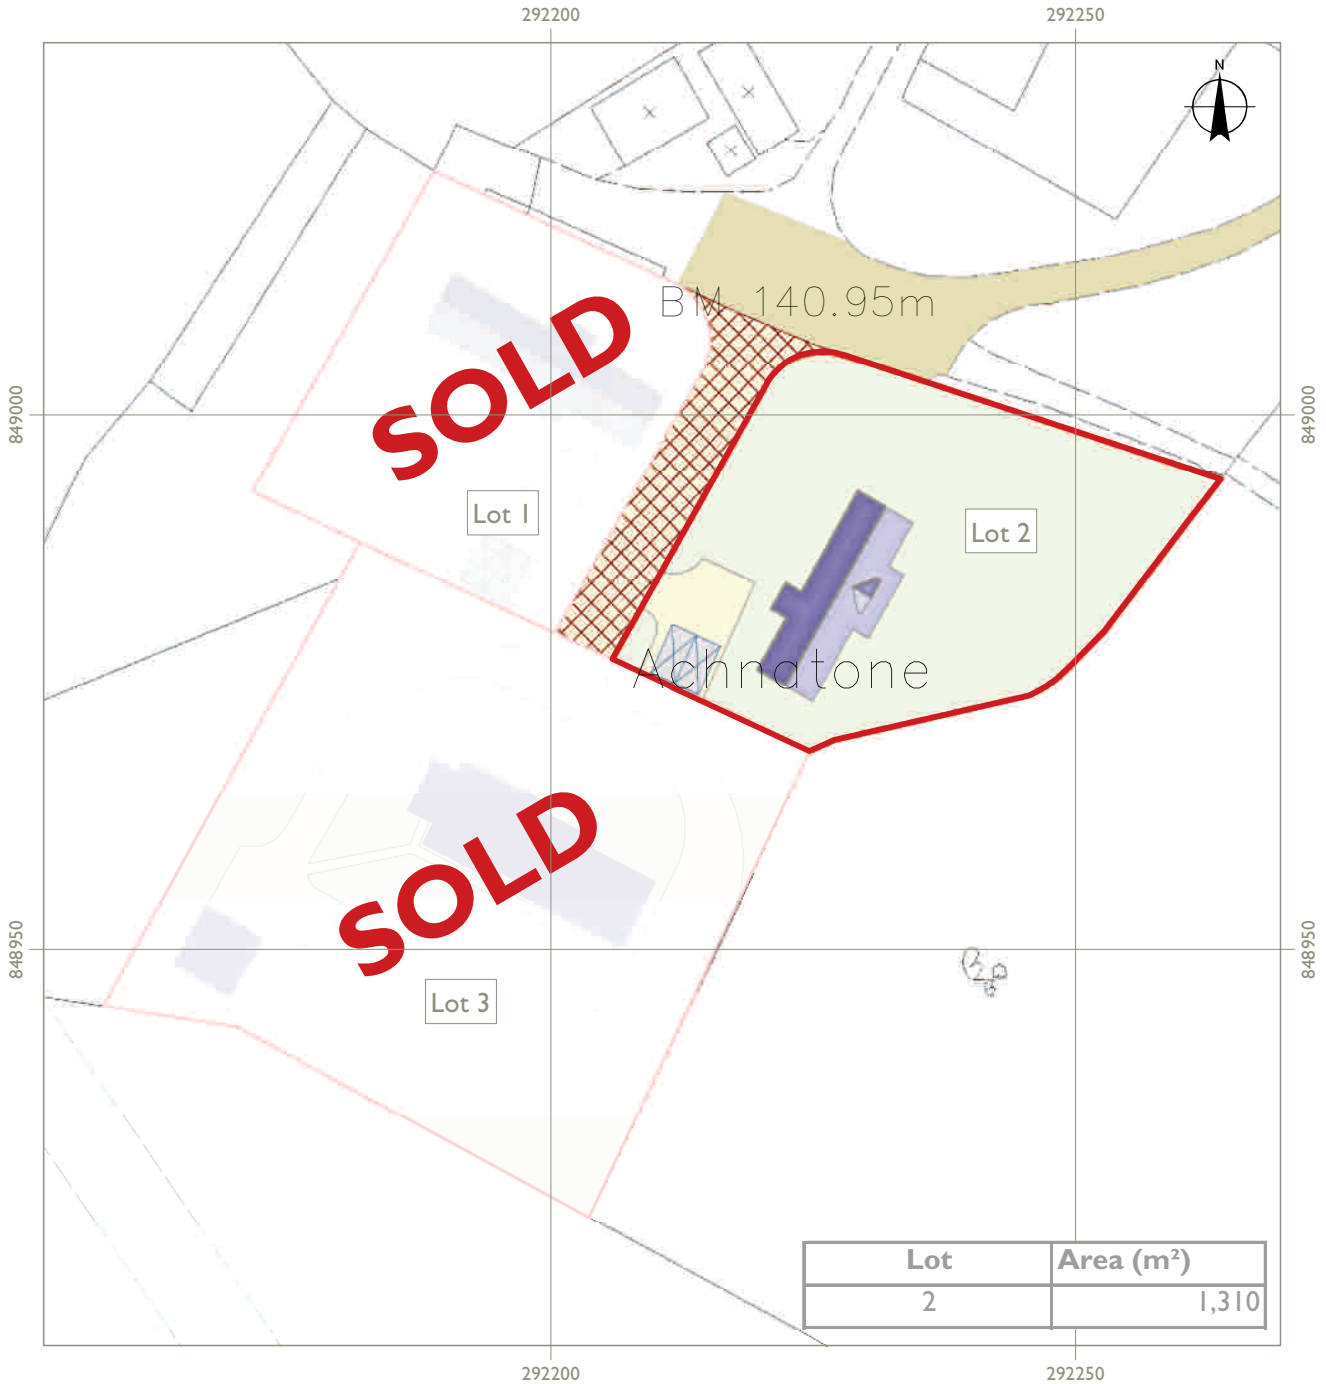 292200 292250
N
BM 140.95m
SOLD
849000 849000
Lot 1
Lot 2
Achnatone
SOLD
848950 848950
Lot 3
Lot Area (m²)
2 1,310
292200 292250